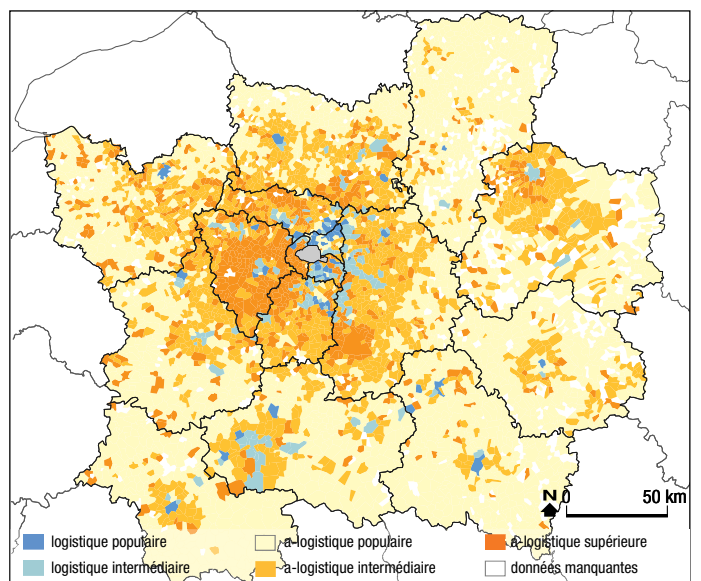 N 0 50 km
logistique populaire a-logistique populaire a-logistique supérieure
logistique intermédiaire a-logistique intermédiaire données manquantes